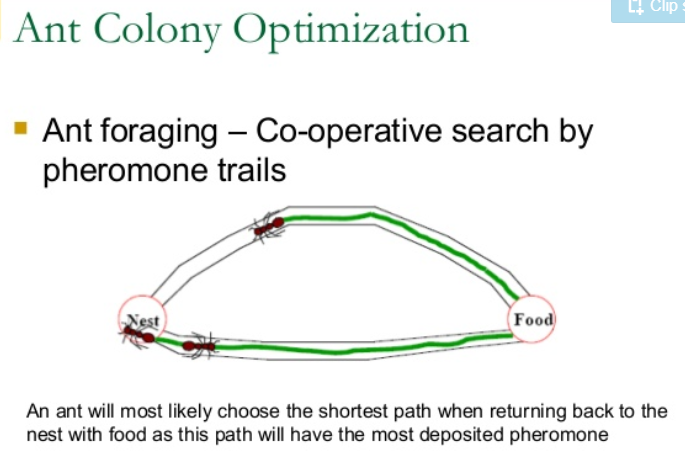 Clip
Ant Colony Optimization
Ant foraging – Co-operative search by
pheromone trails
Nest
Food
An ant will most likely choose the shortest path when returning back to the
nest with food as this path will have the most deposited pheromone